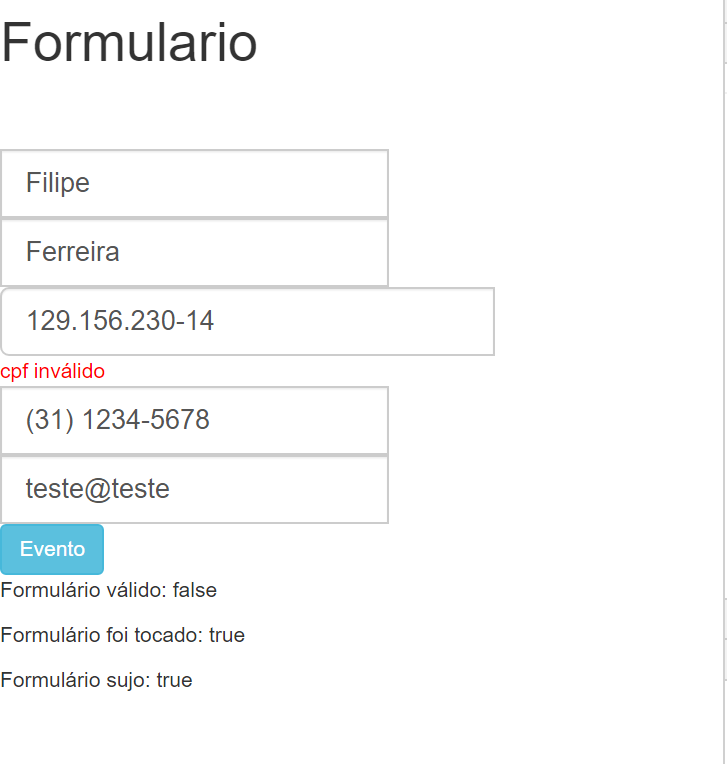 Formulario
Filipe
Ferreira
129.156.230-14
cpf inválido
(31) 1234-5678
teste@teste
Evento
Formulário válido: false
Formulário foi tocado: true
Formulário sujo: true